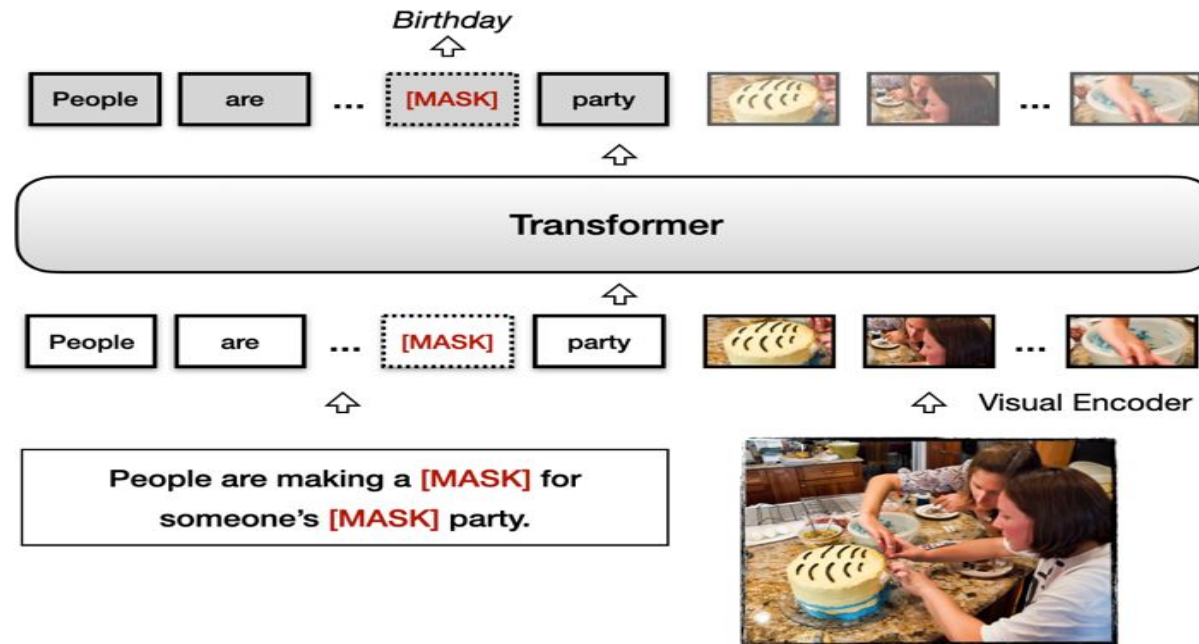 Birthday
People are ... [MASK] party ...
Transformer
People are ... [MASK] party ...
Visual Encoder
People are making a [MASK] for
someone's [MASK] party.